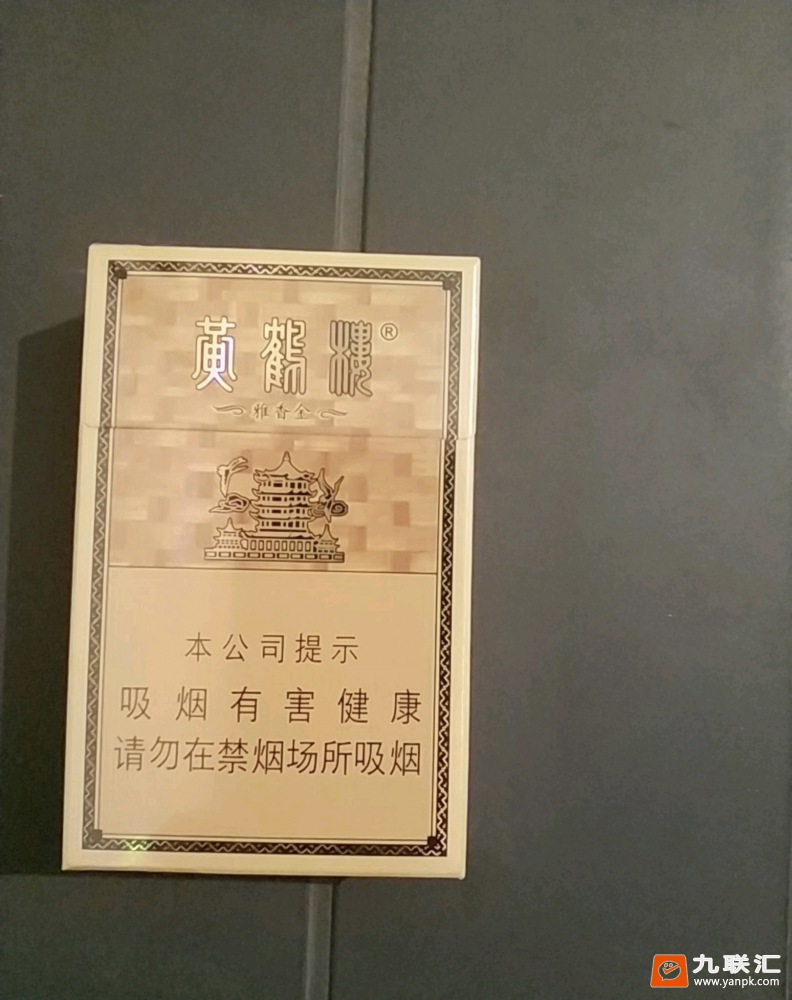 黄鹤楼®
雅香金
本公司提示
吸烟有害健康
请勿在禁烟场所吸烟
九联汇
www.yanpk.com